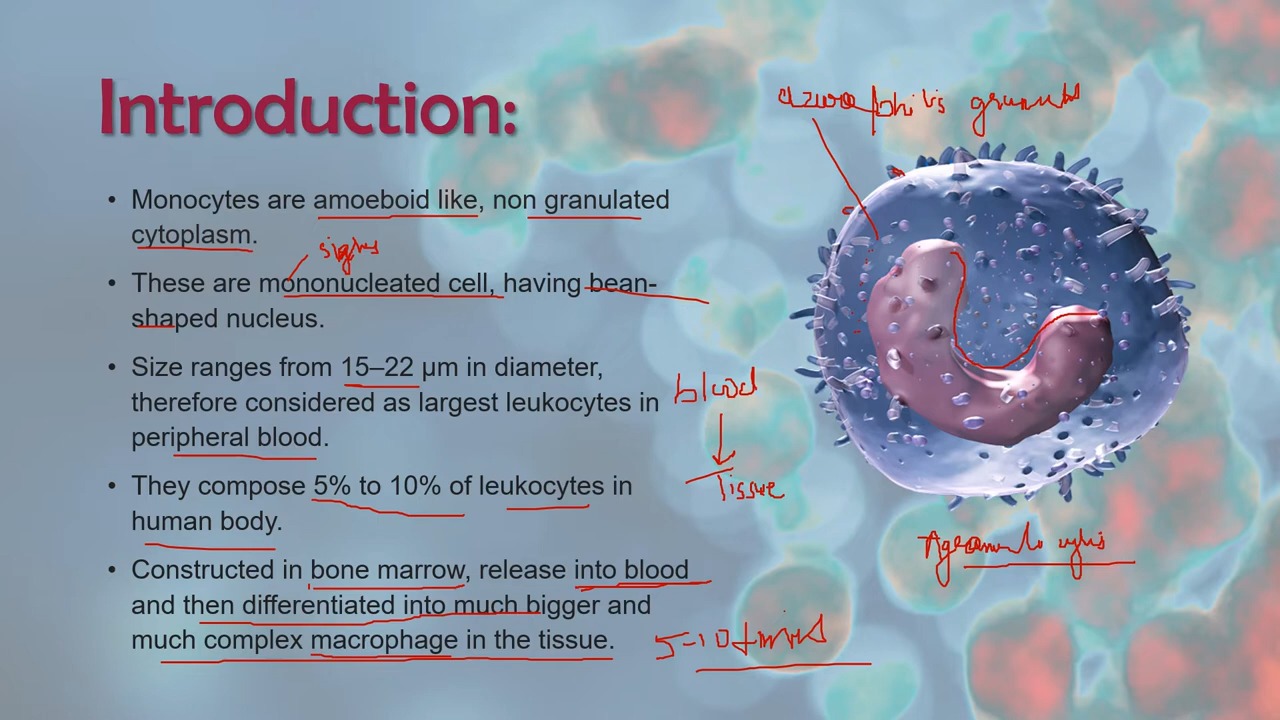 Introduction:
• Monocytes are amoeboid like, non granulated
cytoplasm.
• These are mononucleated cell, having bean-
shaped nucleus.
• Size ranges from 15–22 µm in diameter,
therefore considered as largest leukocytes in
peripheral blood.
• They compose 5% to 10% of leukocytes in
human body.
• Constructed in bone marrow, release into blood
and then differentiated into much bigger and
much complex macrophage in the tissue.
blood
Tissue